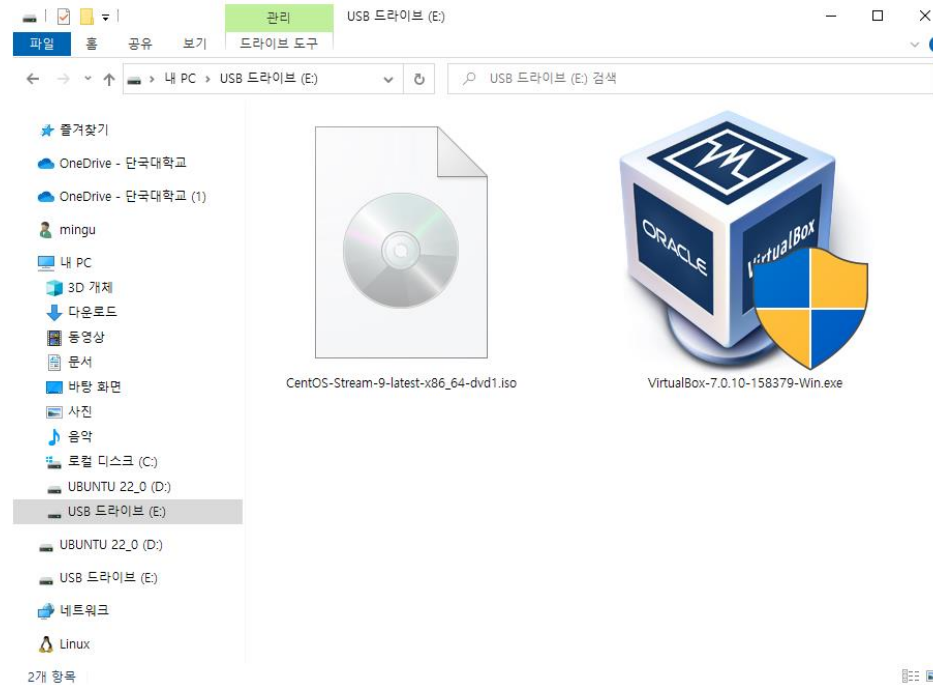 관리
USB 드라이브 (E:)
파일
홈
공유
보기
드라이브 도구
내 PC
USB 드라이브 (E:)
USB 드라이브 (E:) 검색
즐겨찾기
OneDrive - 단국대학교
OneDrive - 단국대학교 (1)
mingu
내 PC
3D 개체
다운로드
동영상
문서
바탕 화면
사진
음악
로컬 디스크 (C:)
UBUNTU 22_0 (D:)
USB 드라이브 (E:)
UBUNTU 22_0 (D:)
USB 드라이브 (E:)
네트워크
Linux
ORACLE
VirtualBox
CentOS-Stream-9-latest-x86_64-dvd1.iso
VirtualBox-7.0.10-158379-Win.exe
2개 항목